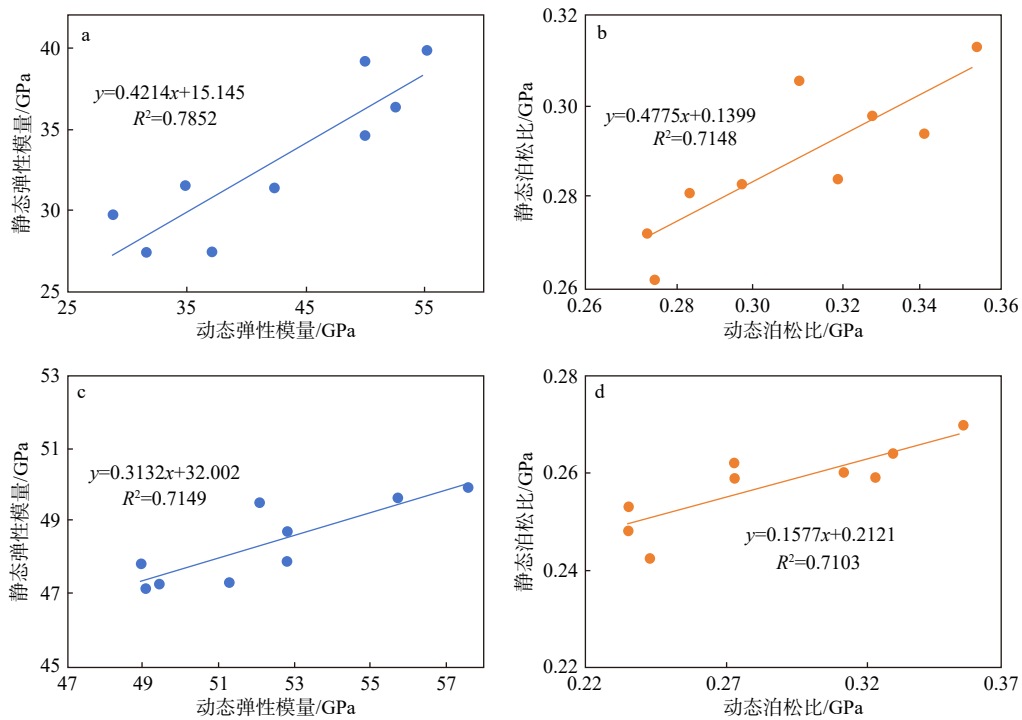 a
静态弹性模量/GPa
40
35
30
25
y=0.4214x+15.145
R²=0.7852
25
35
45
55
动态弹性模量/GPa
b
静态泊松比/GPa
0.32
0.30
0.28
0.26
y=0.4775x+0.1399
R²=0.7148
0.26
0.28
0.30
0.32
0.34
0.36
动态泊松比/GPa
c
静态弹性模量/GPa
53
51
49
47
45
y=0.3132x+32.002
R²=0.7149
47
49
51
53
55
57
动态弹性模量/GPa
d
静态泊松比/GPa
0.28
0.26
0.24
0.22
y=0.1577x+0.2121
R²=0.7103
0.22
0.27
0.32
0.37
动态泊松比/GPa